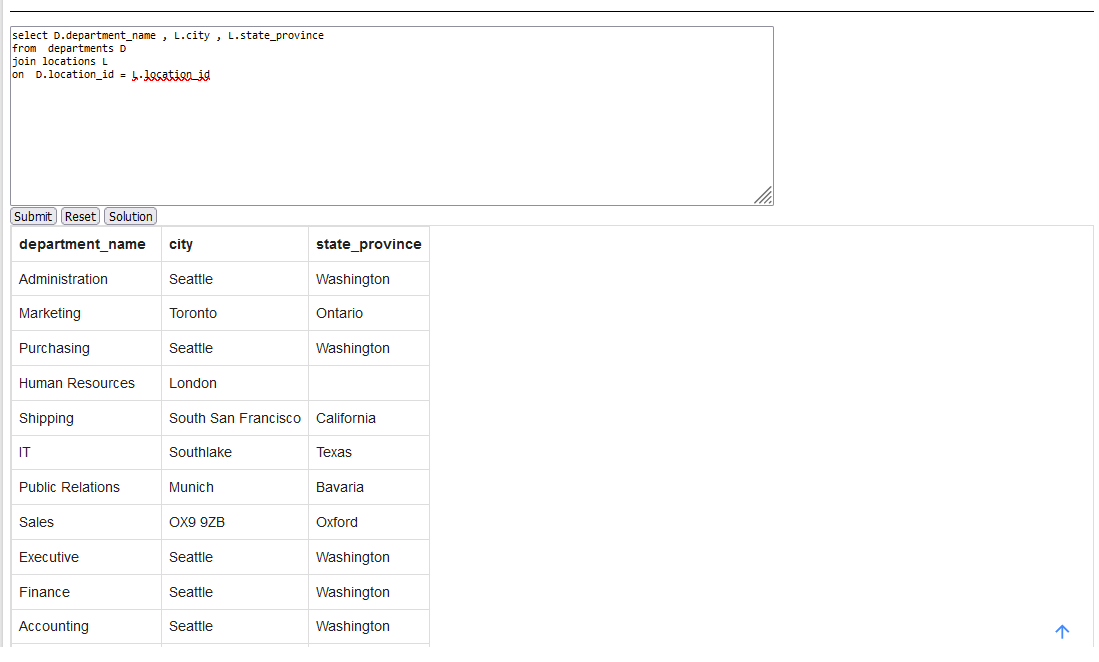 select D.department_name , L.city , L.state_province
from  departments D
join locations L
on  D.location_id = L.location_id
Submit Reset Solution
department_name city state_province
Administration Seattle Washington
Marketing Toronto Ontario
Purchasing Seattle Washington
Human Resources London
Shipping South San Francisco California
IT Southlake Texas
Public Relations Munich Bavaria
Sales OX9 9ZB Oxford
Executive Seattle Washington
Finance Seattle Washington
Accounting Seattle Washington